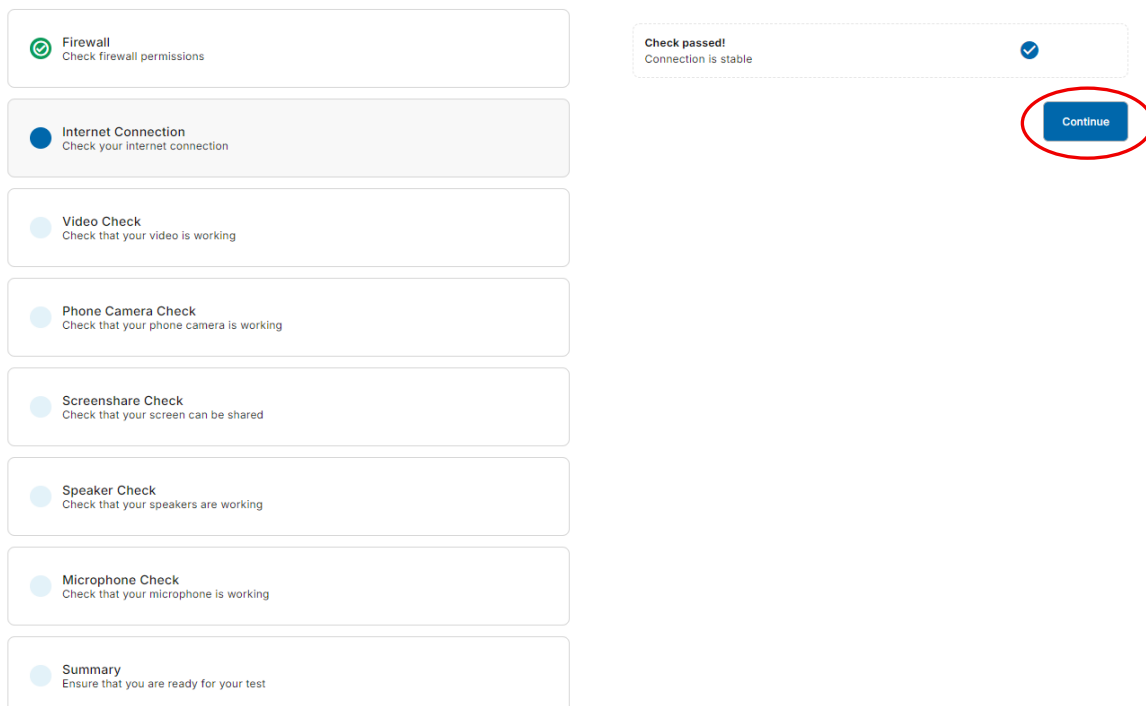 Firewall
Check firewall permissions
Internet Connection
Check your internet connection
Video Check
Check that your video is working
Phone Camera Check
Check that your phone camera is working
Screenshare Check
Check that your screen can be shared
Speaker Check
Check that your speakers are working
Microphone Check
Check that your microphone is working
Summary
Ensure that you are ready for your test
Check passed!
Connection is stable
Continue